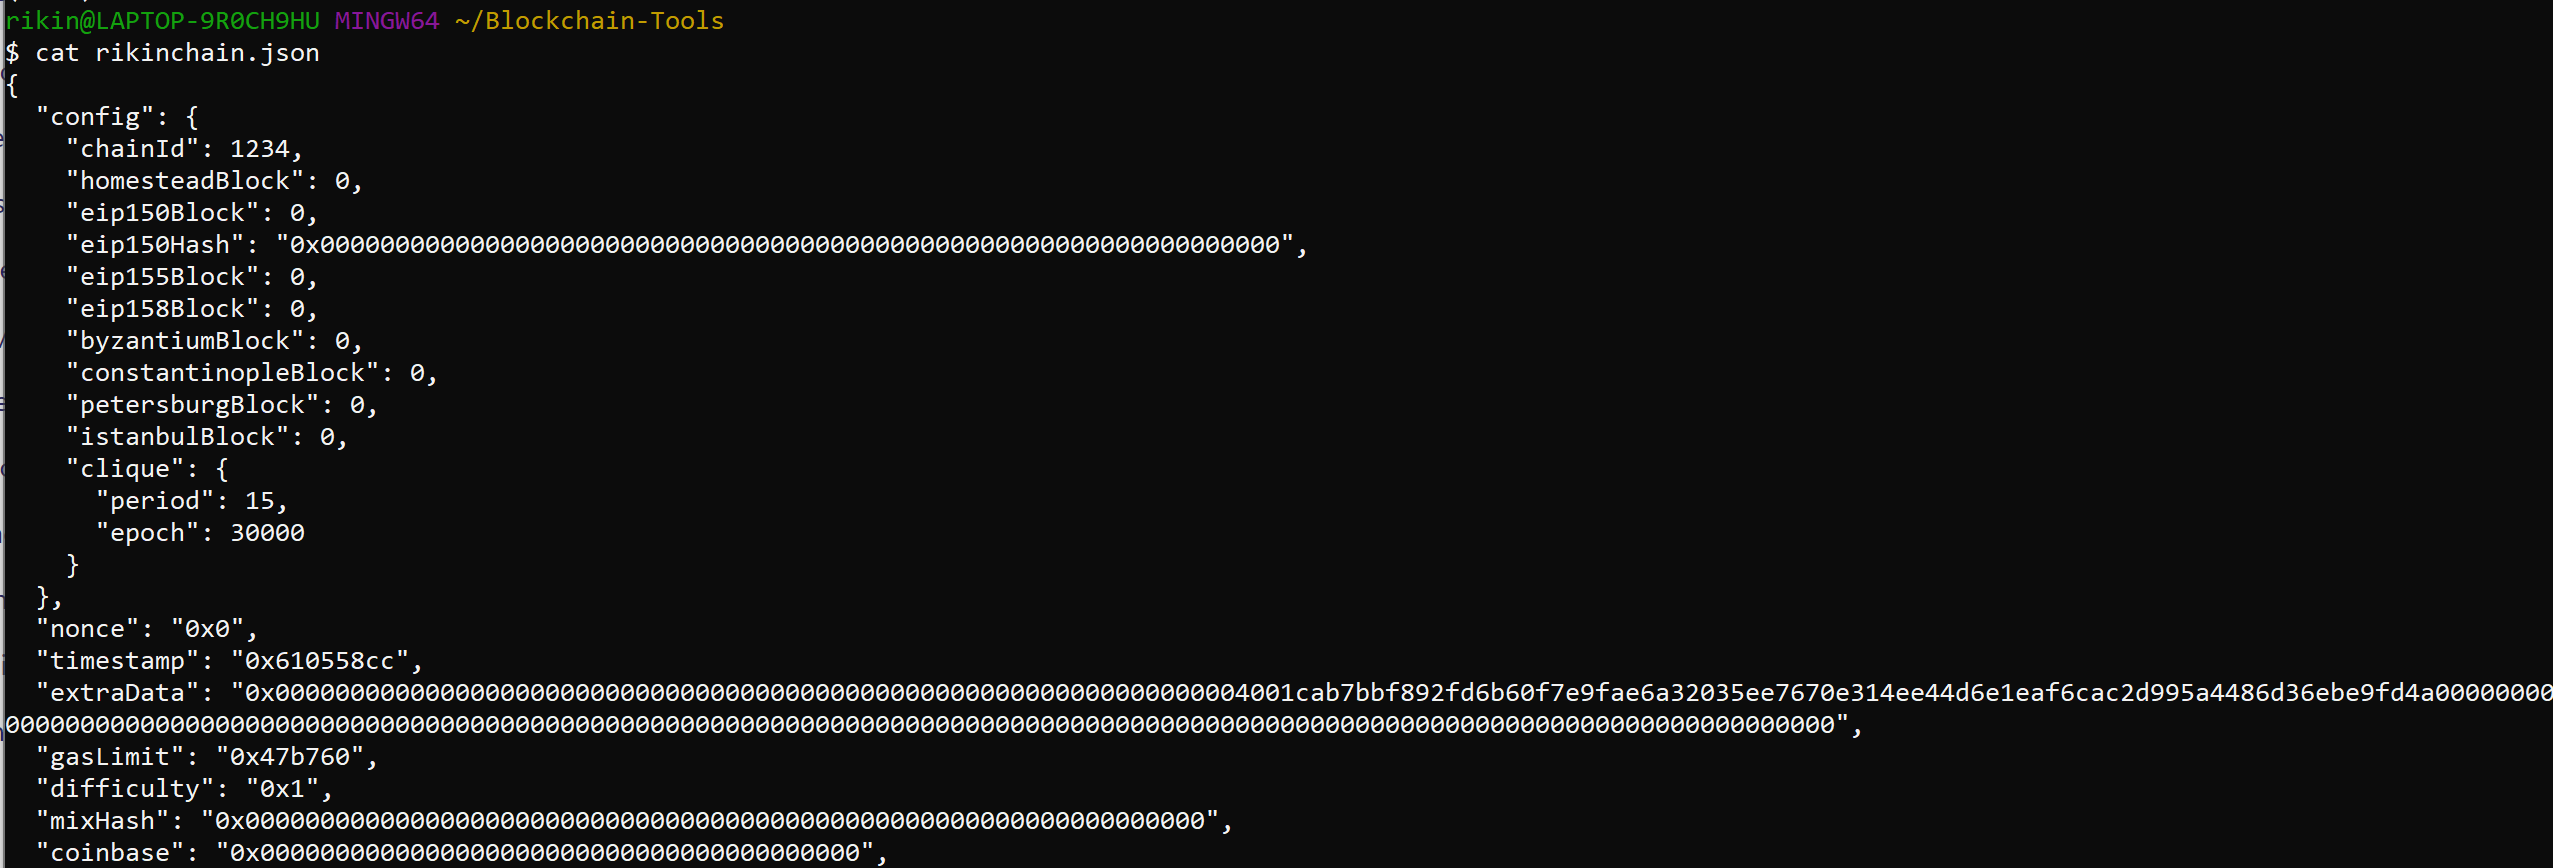 rikin@LAPTOP-9R0CH9HU MINGW64 ~/Blockchain-Tools
$ cat rikinchain.json
{
  "config": {
    "chainId": 1234,
    "homesteadBlock": 0,
    "eip150Block": 0,
    "eip150Hash": "0x0000000000000000000000000000000000000000000000000000000000000000",
    "eip155Block": 0,
    "eip158Block": 0,
    "byzantiumBlock": 0,
    "constantinopleBlock": 0,
    "petersburgBlock": 0,
    "istanbulBlock": 0,
    "clique": {
      "period": 15,
      "epoch": 30000
    }
  },
  "nonce": "0x0",
  "timestamp": "0x610558cc",
  "extraData": "0x00000000000000000000000000000000000000000000000000000000000000004001cab7bbf892fd6b60f7e9fae6a32035ee7670e314ee44d6e1eaf6cac2d995a4486d36ebe9fd4a00000000
00000000000000000000000000000000000000000000000000000000000000000000000000000000000000000000000000000000000000000000000000",
  "gasLimit": "0x47b760",
  "difficulty": "0x1",
  "mixHash": "0x0000000000000000000000000000000000000000000000000000000000000000",
  "coinbase": "0x0000000000000000000000000000000000000000",